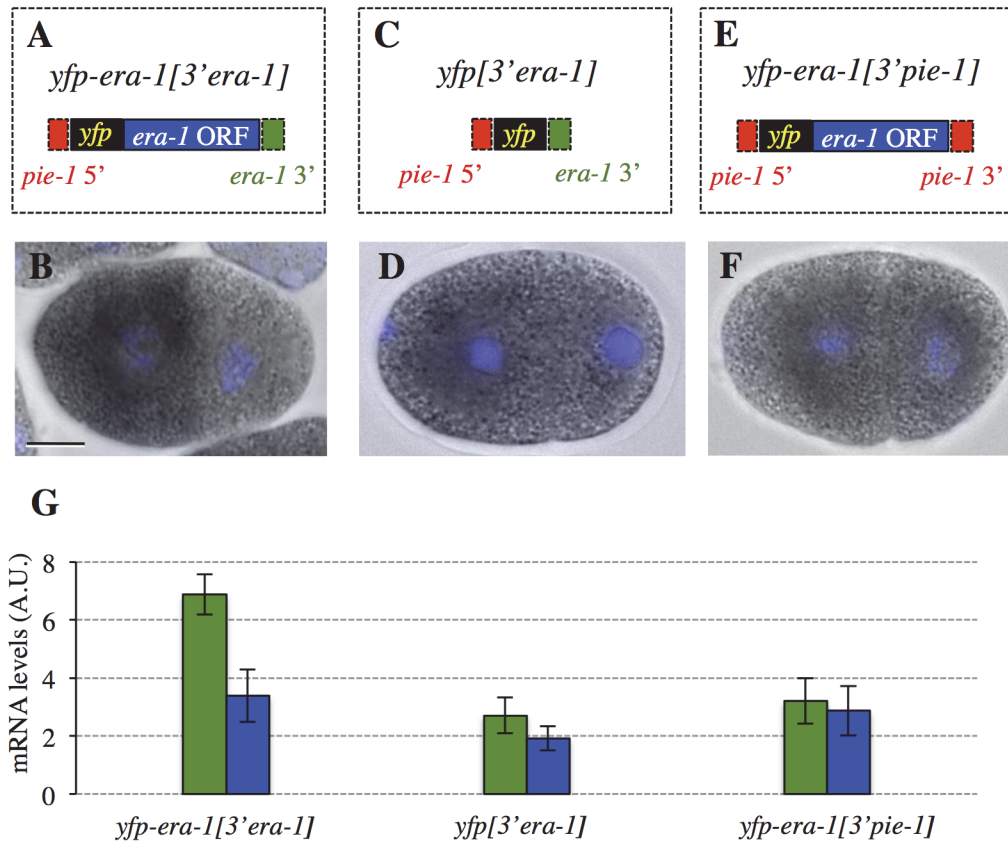 A
yfp-era-1[3'era-1]
yfp era-1 ORF
pie-1 5' era-1 3'
C
yfp[3'era-1]
yfp
pie-1 5' era-1 3'
E
yfp-era-1[3'pie-1]
yfp era-1 ORF
pie-1 5' pie-1 3'
B
D
F
G
mRNA levels (A.U.)
8
6
4
2
0
yfp-era-1[3'era-1] yfp[3'era-1] yfp-era-1[3'pie-1]